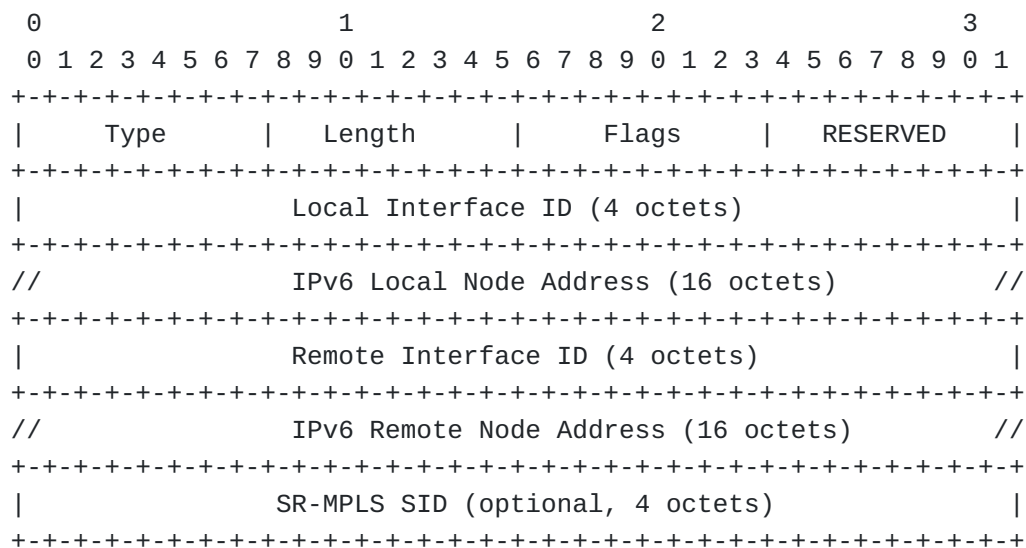 0                   1                   2                   3
 0 1 2 3 4 5 6 7 8 9 0 1 2 3 4 5 6 7 8 9 0 1 2 3 4 5 6 7 8 9 0 1
+-+-+-+-+-+-+-+-+-+-+-+-+-+-+-+-+-+-+-+-+-+-+-+-+-+-+-+-+-+-+-+-+
|     Type      |   Length      |     Flags     |   RESERVED    |
+-+-+-+-+-+-+-+-+-+-+-+-+-+-+-+-+-+-+-+-+-+-+-+-+-+-+-+-+-+-+-+-+
|                 Local Interface ID (4 octets)                 |
+-+-+-+-+-+-+-+-+-+-+-+-+-+-+-+-+-+-+-+-+-+-+-+-+-+-+-+-+-+-+-+-+
//                IPv6 Local Node Address (16 octets)          //
+-+-+-+-+-+-+-+-+-+-+-+-+-+-+-+-+-+-+-+-+-+-+-+-+-+-+-+-+-+-+-+-+
|                 Remote Interface ID (4 octets)                |
+-+-+-+-+-+-+-+-+-+-+-+-+-+-+-+-+-+-+-+-+-+-+-+-+-+-+-+-+-+-+-+-+
//                IPv6 Remote Node Address (16 octets)         //
+-+-+-+-+-+-+-+-+-+-+-+-+-+-+-+-+-+-+-+-+-+-+-+-+-+-+-+-+-+-+-+-+
|                SR-MPLS SID (optional, 4 octets)               |
+-+-+-+-+-+-+-+-+-+-+-+-+-+-+-+-+-+-+-+-+-+-+-+-+-+-+-+-+-+-+-+-+